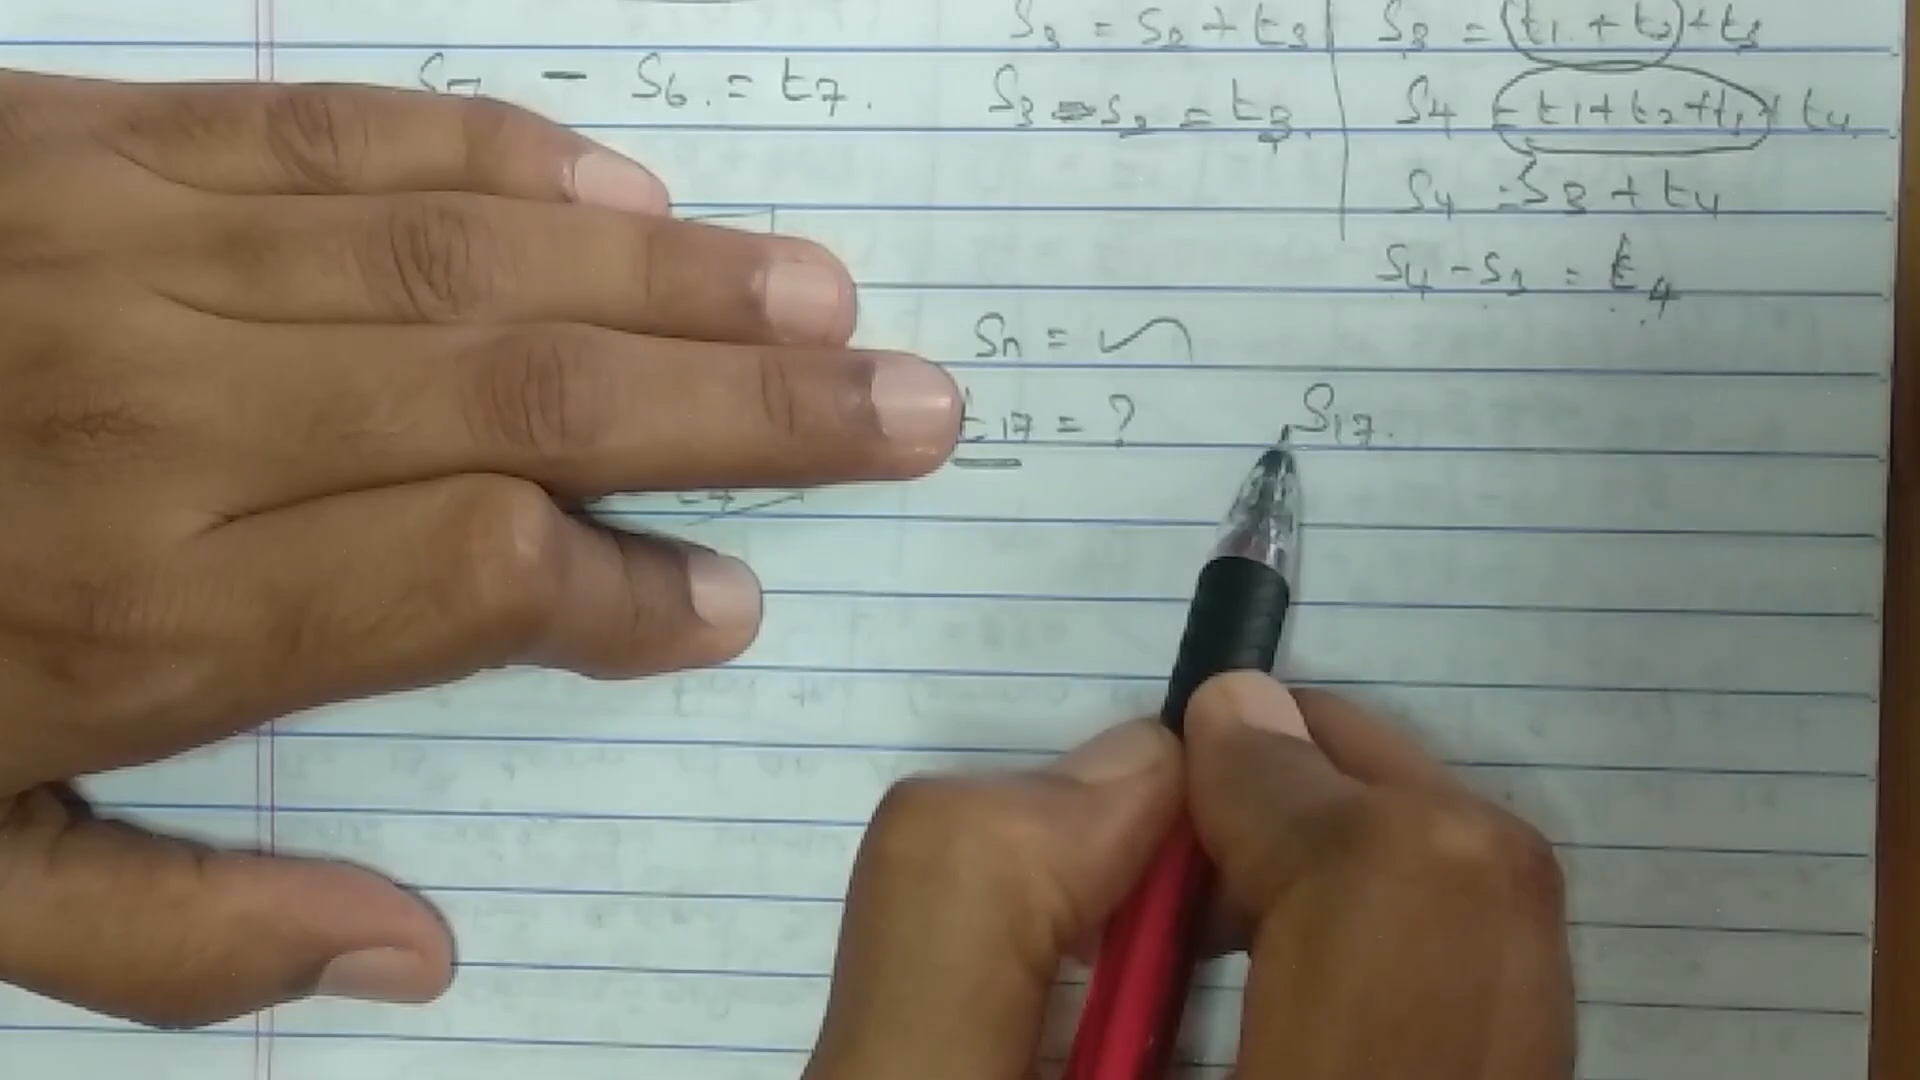 S3 = S2 + t3
S3 = (t1 + t2) + t3
S7 - S6 = t7.
S3 - S2 = t3.
S4 = t1 + t2 + t3 + t4
S4 = S3 + t4
S4 - S3 = t4
Sn =
t17 = ?
S17.